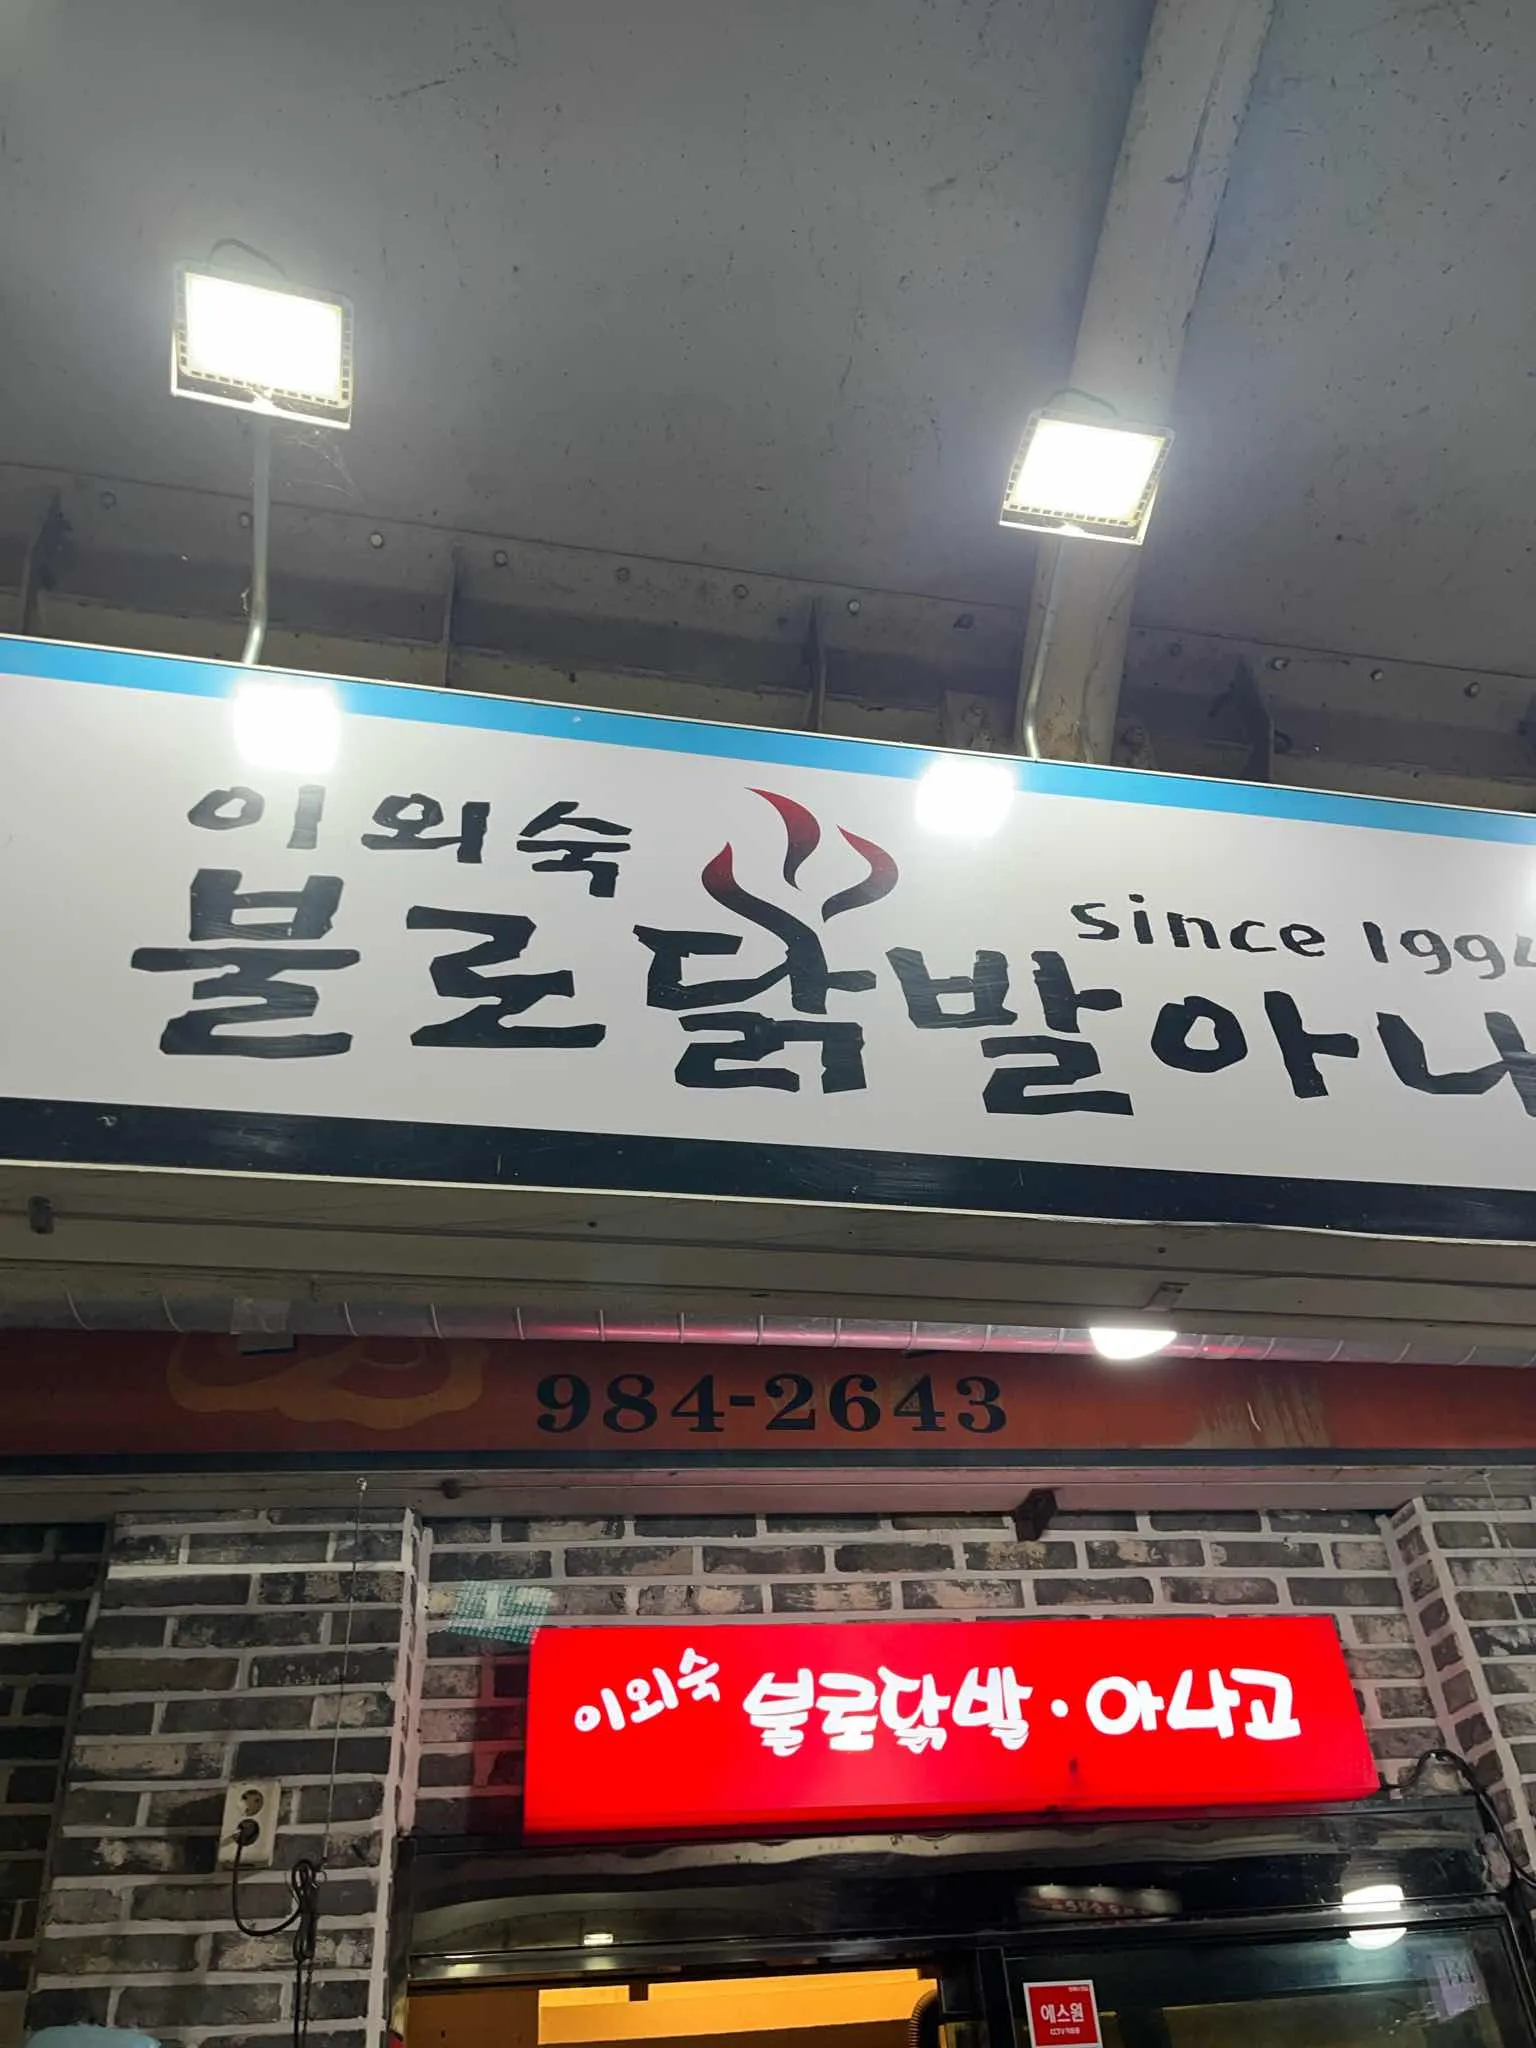 이외숙
since 1994
불로닭발아나
984-2643
이외숙 불로닭발·아나고
에스원